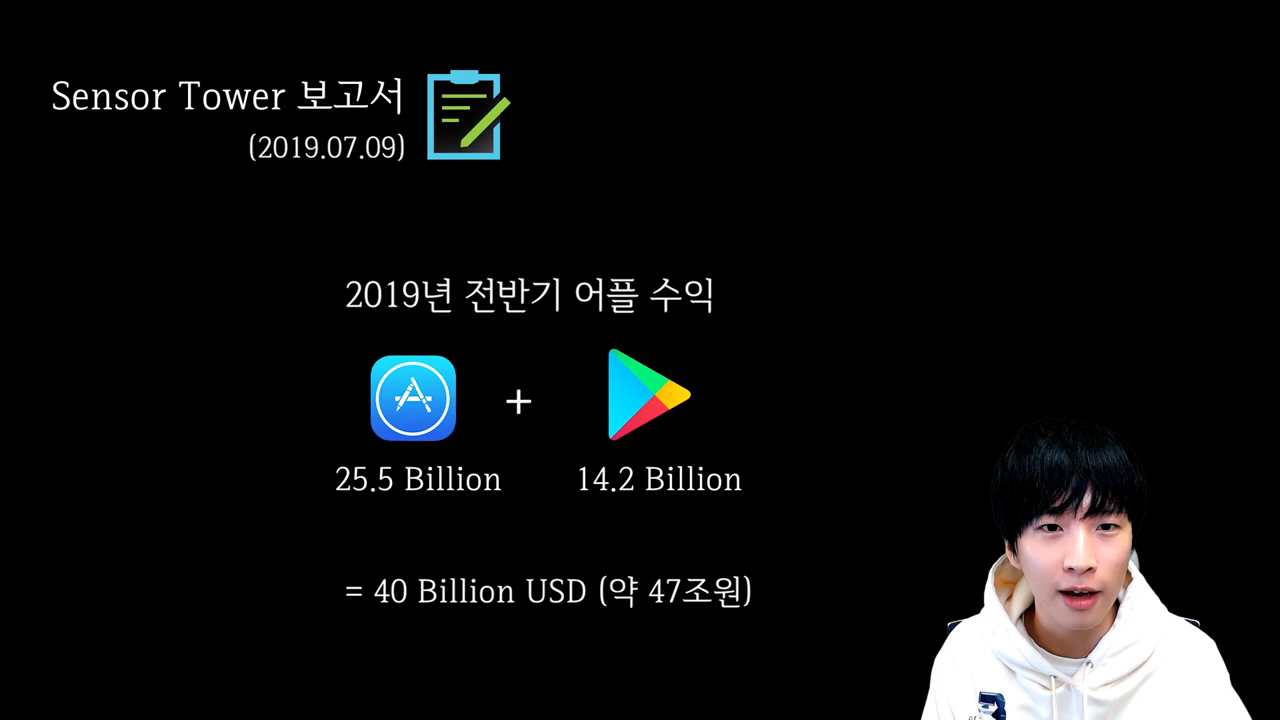 Sensor Tower 보고서
(2019.07.09)
2019년 전반기 어플 수익
+
25.5 Billion 14.2 Billion
= 40 Billion USD (약 47조원)